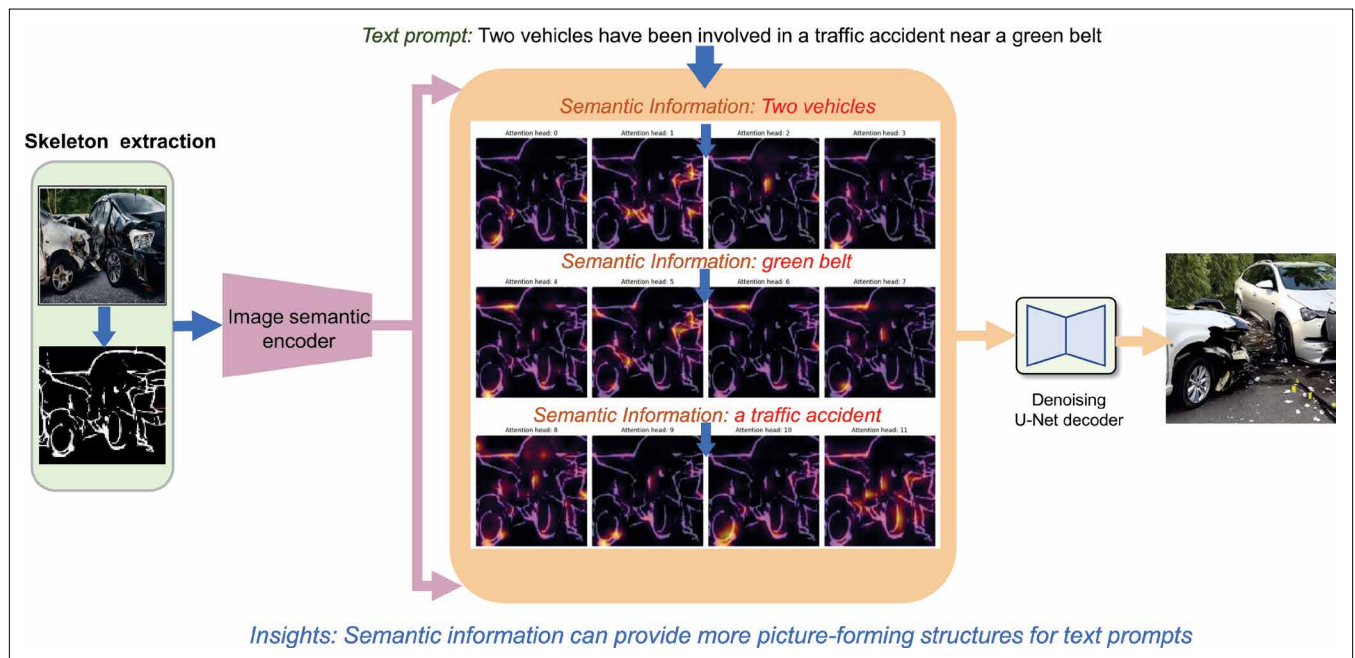 Text prompt: Two vehicles have been involved in a traffic accident near a green belt
Semantic Information: Two vehicles
Skeleton extraction
Attention head: 0
Attention head: 1
Attention head: 2
Attention head: 3
Semantic Information: green belt
Attention head: 4
Attention head: 5
Attention head: 6
Attention head: 7
Image semantic
encoder
Semantic Information: a traffic accident
Attention head: 8
Attention head: 9
Attention head: 10
Attention head: 11
Denoising
U-Net decoder
Insights: Semantic information can provide more picture-forming structures for text prompts